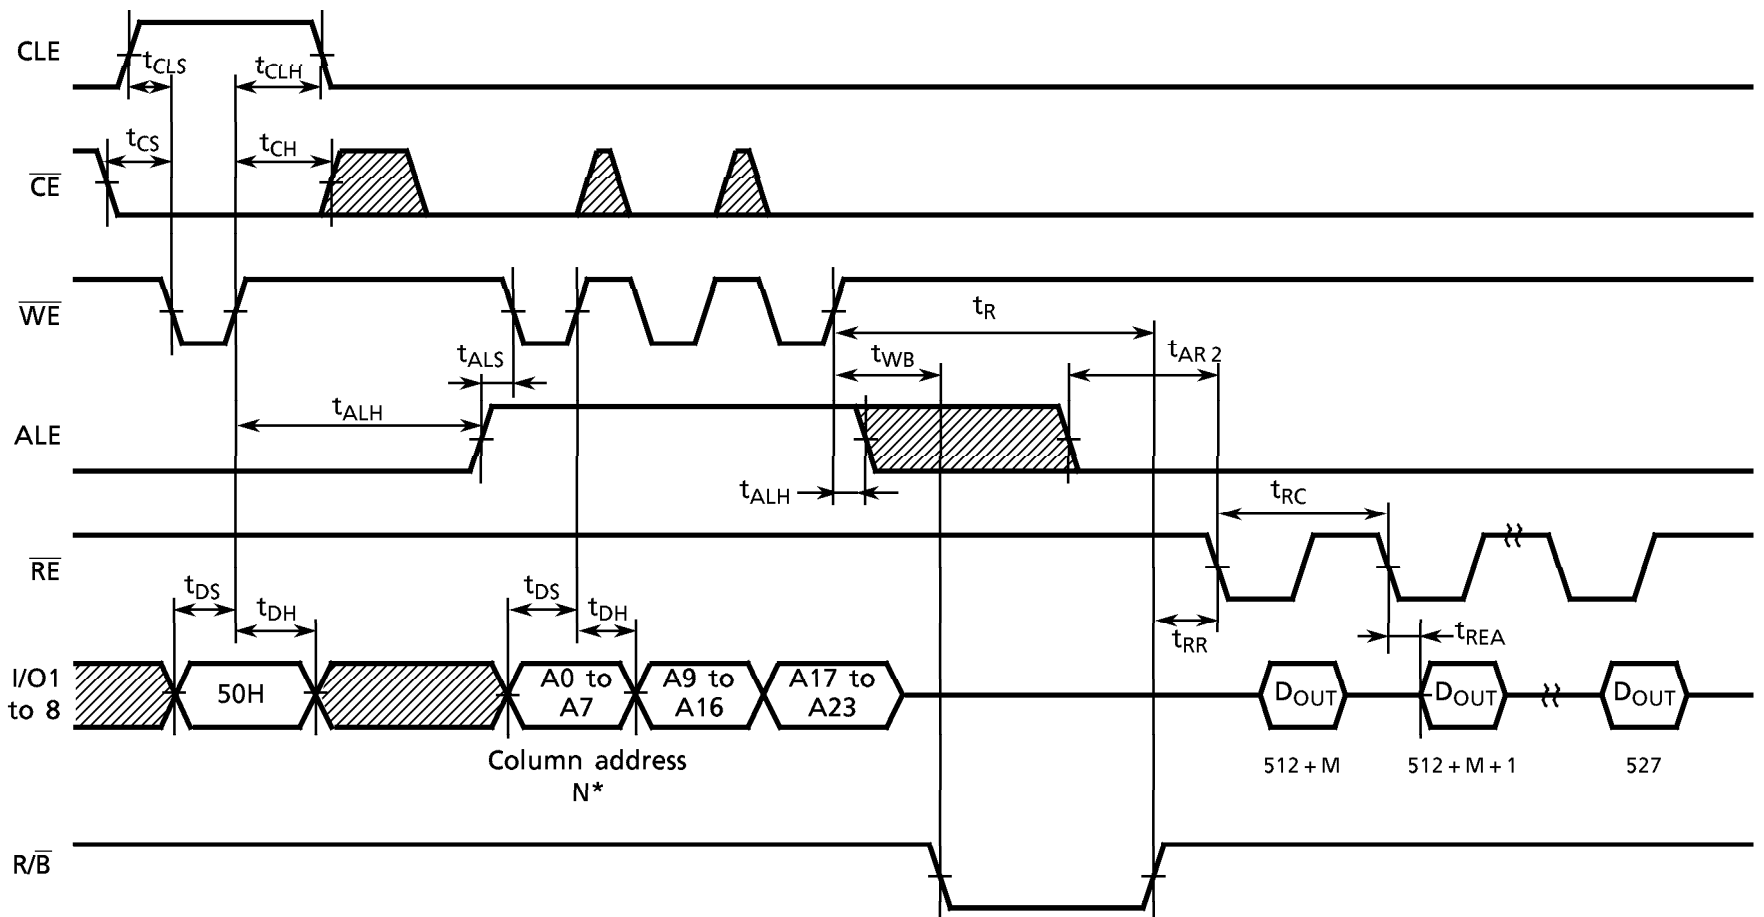 CLE
tCLS
tCLH
tCS
tCH
CE
WE
tR
tALS
tWB
tAR 2
tALH
ALE
tALH
tRC
RE
tDS
tDH
tDS
tDH
tRR
tREA
I/O1
to 8
50H
A0 to
A7
A9 to
A16
A17 to
A23
DOUT
DOUT
DOUT
Column address
N*
512 + M
512 + M + 1
527
R/B